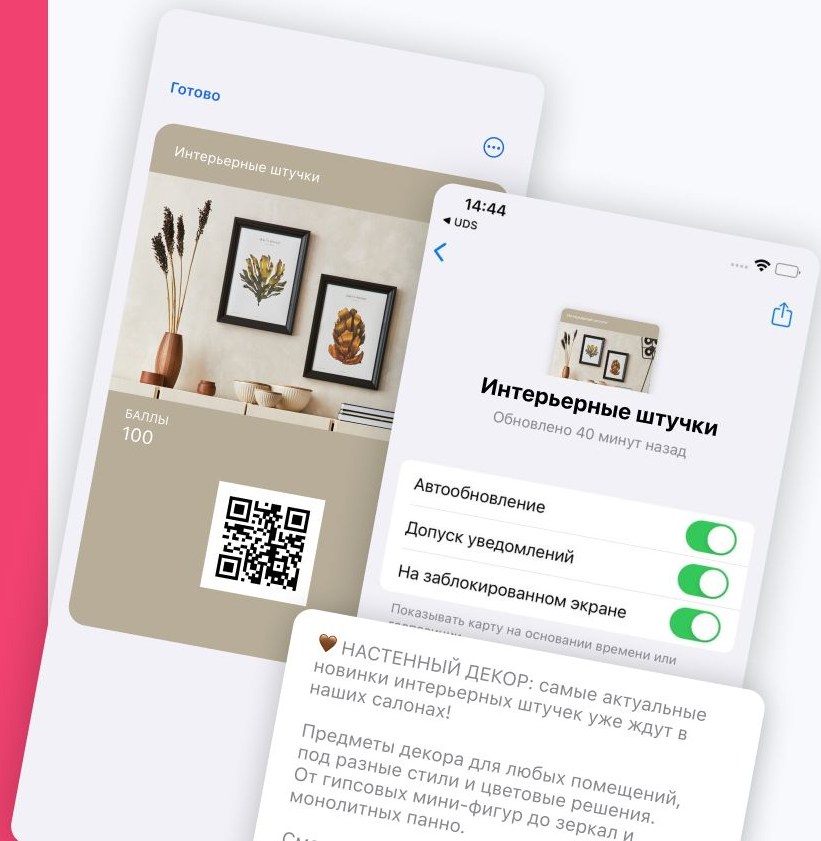 Готово
Интерьерные штучки
БАЛЛЫ
100
14:44
◀ UDS
Интерьерные штучки
Обновлено 40 минут назад
Автообновление
Допуск уведомлений
На заблокированном экране
Показывать карту на основании времени или
🤎 НАСТЕННЫЙ ДЕКОР: самые актуальные
новинки интерьерных штучек уже ждут в
наших салонах!
Предметы декора для любых помещений,
под разные стили и цветовые решения.
От гипсовых мини-фигур до зеркал и
монолитных панно.